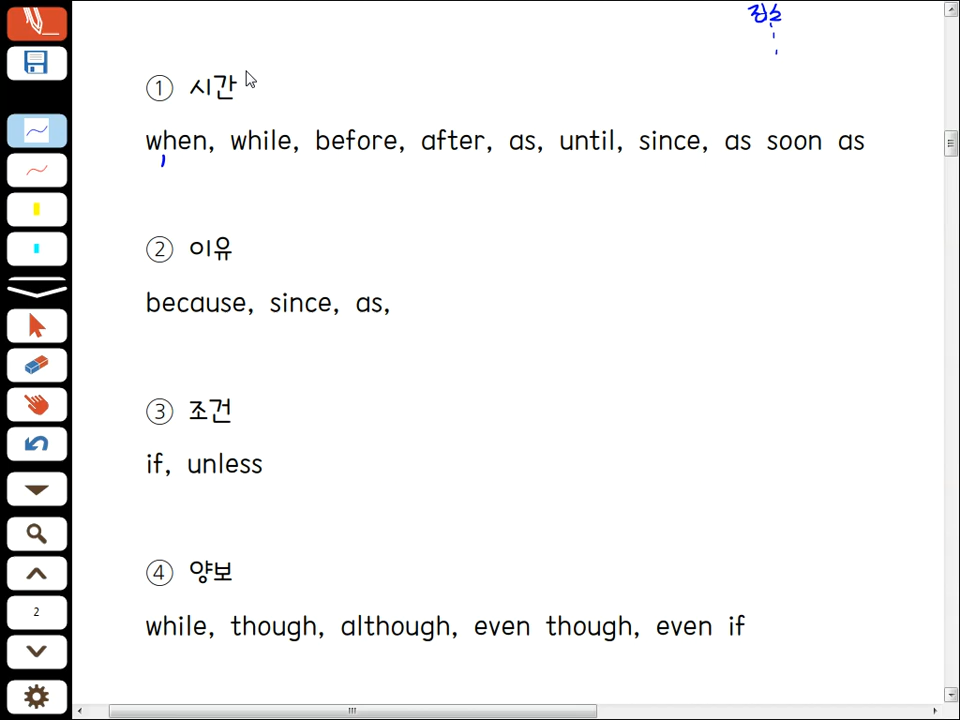 ① 시간
when, while, before, after, as, until, since, as soon as
② 이유
because, since, as,
③ 조건
if, unless
④ 양보
while, though, although, even though, even if
2